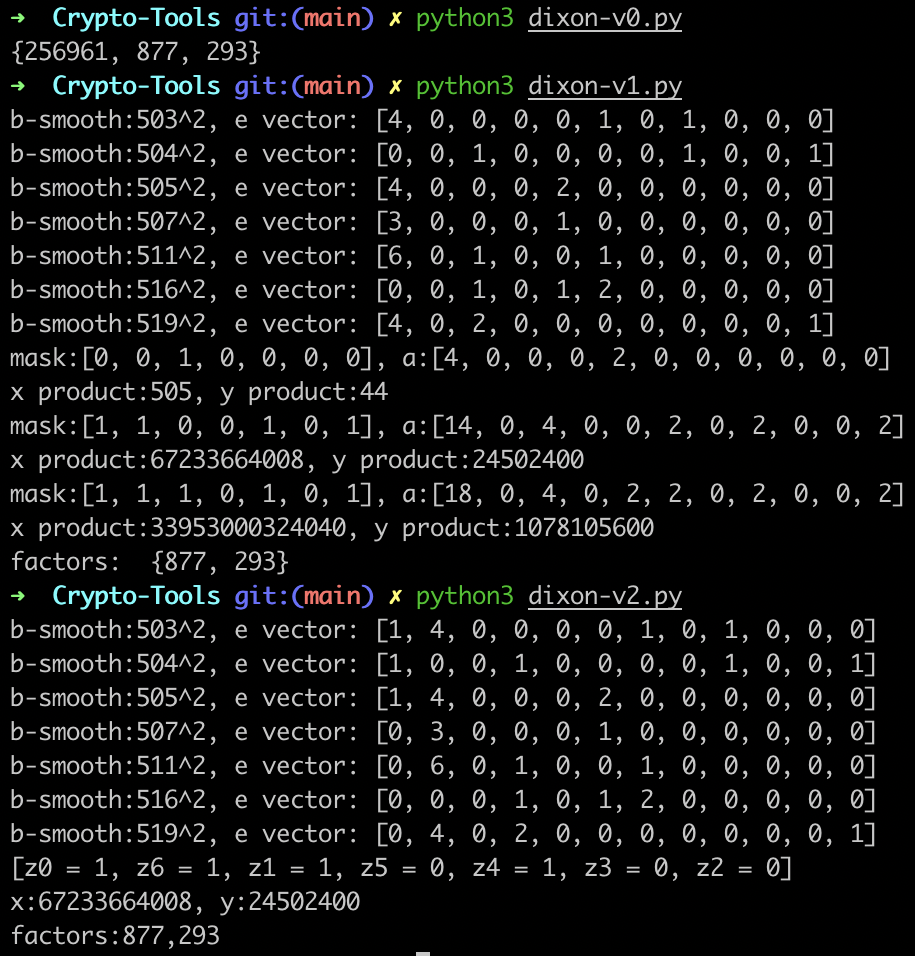 ➜  Crypto-Tools git:(main) ✗ python3 dixon-v0.py
{256961, 877, 293}
➜  Crypto-Tools git:(main) ✗ python3 dixon-v1.py
b-smooth:503^2, e vector: [4, 0, 0, 0, 0, 1, 0, 1, 0, 0, 0]
b-smooth:504^2, e vector: [0, 0, 1, 0, 0, 0, 0, 1, 0, 0, 1]
b-smooth:505^2, e vector: [4, 0, 0, 0, 2, 0, 0, 0, 0, 0, 0]
b-smooth:507^2, e vector: [3, 0, 0, 0, 1, 0, 0, 0, 0, 0, 0]
b-smooth:511^2, e vector: [6, 0, 1, 0, 0, 1, 0, 0, 0, 0, 0]
b-smooth:516^2, e vector: [0, 0, 1, 0, 1, 2, 0, 0, 0, 0, 0]
b-smooth:519^2, e vector: [4, 0, 2, 0, 0, 0, 0, 0, 0, 0, 1]
mask:[0, 0, 1, 0, 0, 0, 0], a:[4, 0, 0, 0, 2, 0, 0, 0, 0, 0, 0]
x product:505, y product:44
mask:[1, 1, 0, 0, 1, 0, 1], a:[14, 0, 4, 0, 0, 2, 0, 2, 0, 0, 2]
x product:67233664008, y product:24502400
mask:[1, 1, 1, 0, 1, 0, 1], a:[18, 0, 4, 0, 2, 2, 0, 2, 0, 0, 2]
x product:33953000324040, y product:1078105600
factors:  {877, 293}
➜  Crypto-Tools git:(main) ✗ python3 dixon-v2.py
b-smooth:503^2, e vector: [1, 4, 0, 0, 0, 0, 1, 0, 1, 0, 0, 0]
b-smooth:504^2, e vector: [1, 0, 0, 1, 0, 0, 0, 0, 1, 0, 0, 1]
b-smooth:505^2, e vector: [1, 4, 0, 0, 0, 2, 0, 0, 0, 0, 0, 0]
b-smooth:507^2, e vector: [0, 3, 0, 0, 0, 1, 0, 0, 0, 0, 0, 0]
b-smooth:511^2, e vector: [0, 6, 0, 1, 0, 0, 1, 0, 0, 0, 0, 0]
b-smooth:516^2, e vector: [0, 0, 0, 1, 0, 1, 2, 0, 0, 0, 0, 0]
b-smooth:519^2, e vector: [0, 4, 0, 2, 0, 0, 0, 0, 0, 0, 0, 1]
[z0 = 1, z6 = 1, z1 = 1, z5 = 0, z4 = 1, z3 = 0, z2 = 0]
x:67233664008, y:24502400
factors:877,293